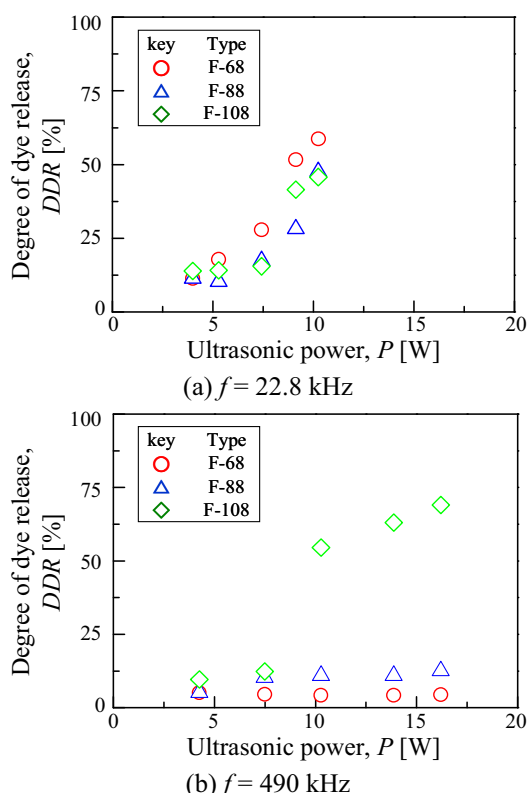 Degree of dye release,
DDR [%]
100
75
50
25
0
key Type
F-68
F-88
F-108
0 5 10 15 20
Ultrasonic power, P [W]
(a) f = 22.8 kHz
Degree of dye release,
DDR [%]
100
75
50
25
0
key Type
F-68
F-88
F-108
0 5 10 15 20
Ultrasonic power, P [W]
(b) f = 490 kHz